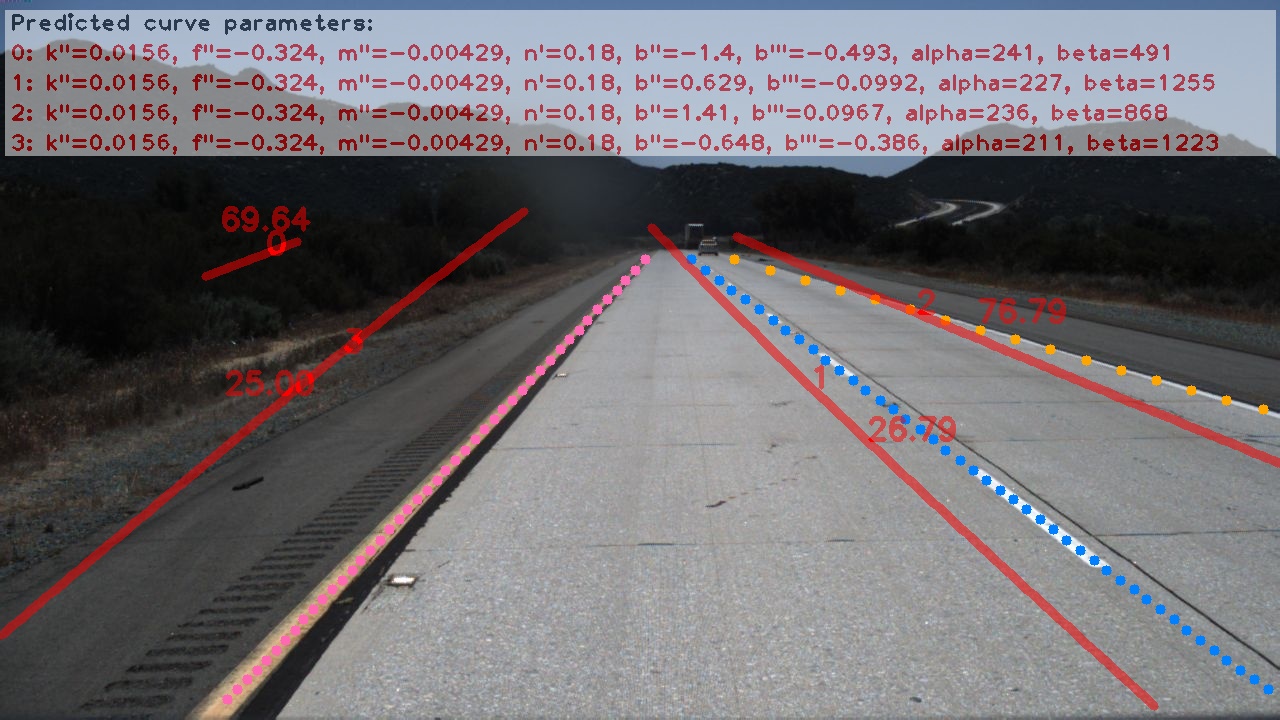 Predicted curve parameters:
0: k''=0.0156, f''=-0.324, m''=-0.00429, n'=0.18, b''=-1.4, b'''=-0.493, alpha=241, beta=491
1: k''=0.0156, f''=-0.324, m''=-0.00429, n'=0.18, b''=0.629, b'''=-0.0992, alpha=227, beta=1255
2: k''=0.0156, f''=-0.324, m''=-0.00429, n'=0.18, b''=1.41, b'''=0.0967, alpha=236, beta=868
3: k''=0.0156, f''=-0.324, m''=-0.00429, n'=0.18, b''=-0.648, b'''=-0.386, alpha=211, beta=1223
69.64
0
2 76.79
3
25.00 1
26.79